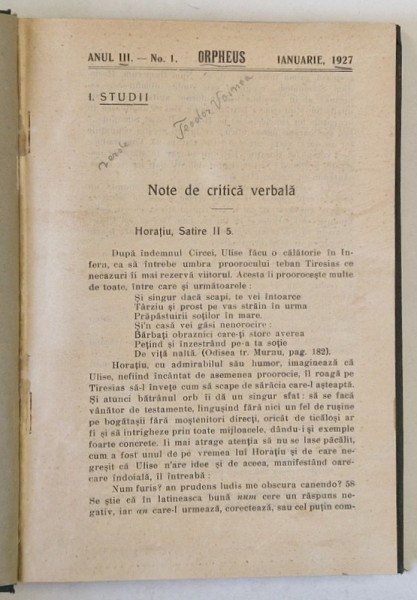 ANUL III. — No. 1. ORPHEUS IANUARIE, 1927
I. STUDII
Teodor
Note de critică verbală
Horațiu, Satire II 5.
După îndemnul Circei, Ulise făcu o călătorie în Infern, ca să întrebe umbra proorocului teban Tiresias ce
necazuri îi mai rezervă viitorul. Acesta îi proorocește multe
de toate, între care și următoarele:
Și singur dacă scapi, te vei întoarce
Târziu și prost pe vas străin în urma
Prăpăstuirii soților în mare.
Și'n casă vei găsi nenorocire:
Bărbați obraznici care-ți storc averea
Pețind și înzestrând pe-a ta soție
De viță naltă. (Odisea tr. Murnu, pag. 182).
Horațiu, cu admirabilul său humor, imaginează că
Ulise, nefiind încântat de asemenea proorocie, îl roagă pe
Tiresias să-l învețe cum să scape de sărăcia care-l așteaptă.
Și atunci bătrânul orb îi dă un singur sfat: să se facă
vânător de testamente, lingușind fără nici un fel de rușine
pe bogătașii fără moștenitori direcți, oricât de ticăloși ar
fi și să intrigheze prin toate mijloacele, dându-i și exemple
foarte concrete. Ii mai atrage atenția să nu se lase păcălit,
cum a fost unul de pe vremea lui Horațiu și de care negreșit că Ulise n'are idee și de aceea, manifestând oarecare îndoială, îl întreabă:
Num furis? an prudens ludis me obscura canendo? 58
Se știe că în latineasca bună num cere un răspuns negativ, iar an care-l urmează, corectează, sau cel puțin com-